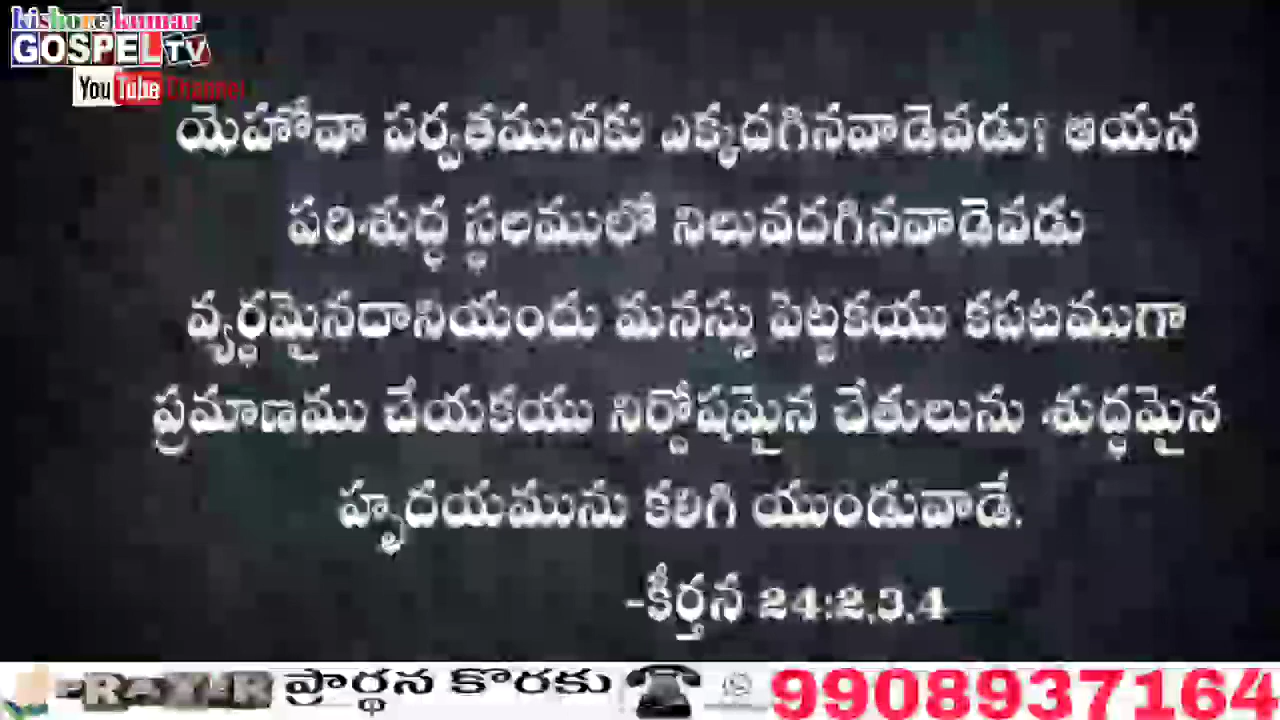 kishore kumar
GOSPEL TV
YouTube Channel
యెహోవా పర్వతమునకు ఎక్కదగినవాడెవడు? ఆయన
పరిశుద్ధ స్థలములో నిలువదగినవాడెవడు
వ్యర్థమైనదానియందు మనస్సు పెట్టకయు కపటముగా
ప్రమాణము చేయకయు నిర్దోషమైన చేతులును శుద్ధమైన
హృదయమును కలిగి యుండువాడే.
-కీర్తన 24:2,3,4
PRAYER ప్రార్థన కొరకు 9908937164